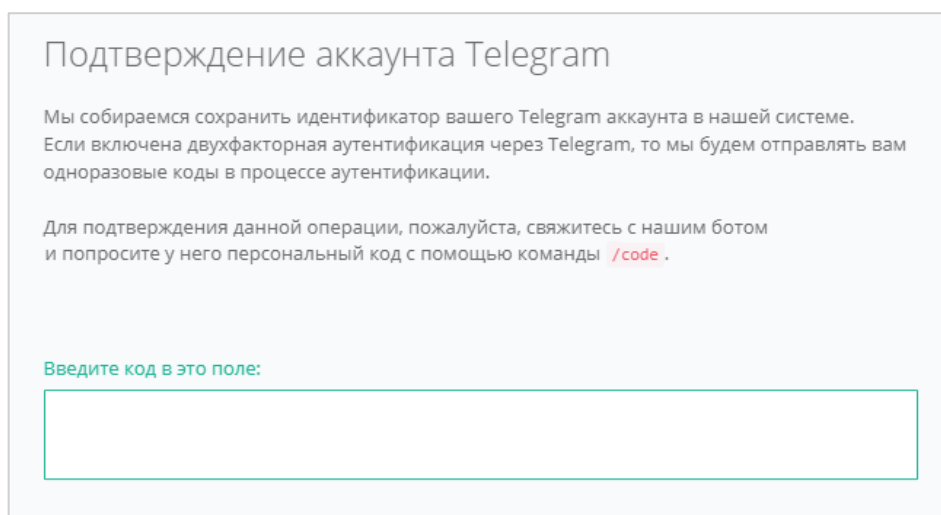 Подтверждение аккаунта Telegram
Мы собираемся сохранить идентификатор вашего Telegram аккаунта в нашей системе.
Если включена двухфакторная аутентификация через Telegram, то мы будем отправлять вам
одноразовые коды в процессе аутентификации.
Для подтверждения данной операции, пожалуйста, свяжитесь с нашим ботом
и попросите у него персональный код с помощью команды /code.
Введите код в это поле: